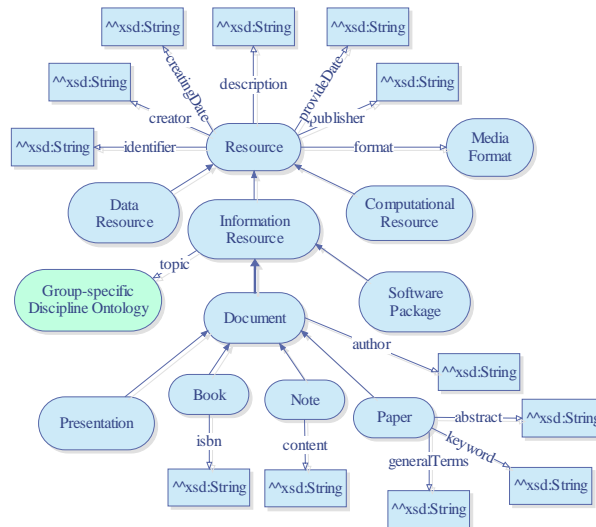 ^^xsd:String
^^xsd:String
^^xsd:String
creatingDate
description
provideDate
^^xsd:String
^^xsd:String
creator
publisher
^^xsd:String
identifier
Resource
format
Media
Format
Data
Resource
Information
Resource
Computational
Resource
topic
Group-specific
Discipline Ontology
Software
Package
Document
author
^^xsd:String
Presentation
Book
Note
Paper
abstract
^^xsd:String
isbn
content
keyword
generalTerms
^^xsd:String
^^xsd:String
^^xsd:String
^^xsd:String